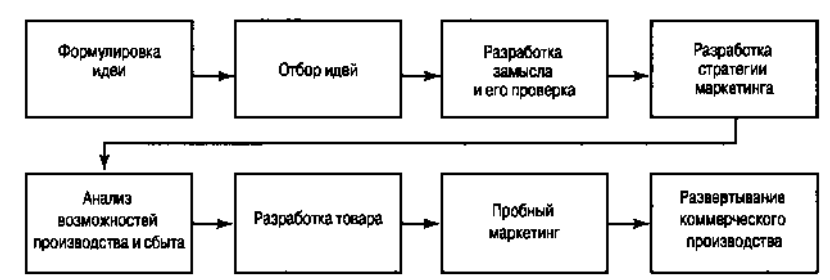 Формулировка
идеи
Отбор идей
Разработка
замысла
и его проверка
Разработка
стратегии
маркетинга
Анализ
возможностей
производства и сбыта
Разработка товара
Пробный
маркетинг
Развертывание
коммерческого
производства